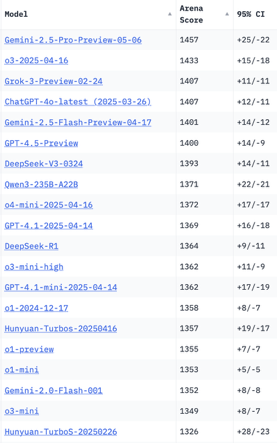 Model Arena Score 95% CI
Gemini-2.5-Pro-Preview-05-06 1457 +25/-22
o3-2025-04-16 1433 +15/-18
Grok-3-Preview-02-24 1407 +11/-11
ChatGPT-4o-latest (2025-03-26) 1407 +12/-11
Gemini-2.5-Flash-Preview-04-17 1401 +14/-12
GPT-4.5-Preview 1400 +14/-9
DeepSeek-V3-0324 1393 +14/-11
Qwen3-235B-A22B 1371 +22/-21
o4-mini-2025-04-16 1372 +17/-17
GPT-4.1-2025-04-14 1369 +16/-18
DeepSeek-R1 1364 +9/-11
o3-mini-high 1362 +11/-9
GPT-4.1-mini-2025-04-14 1362 +17/-19
o1-2024-12-17 1358 +8/-7
Hunyuan-Turbos-20250416 1357 +19/-17
o1-preview 1355 +7/-7
o1-mini 1353 +5/-5
Gemini-2.0-Flash-001 1352 +8/-8
o3-mini 1349 +8/-7
Hunyuan-TurboS-20250226 1326 +28/-23